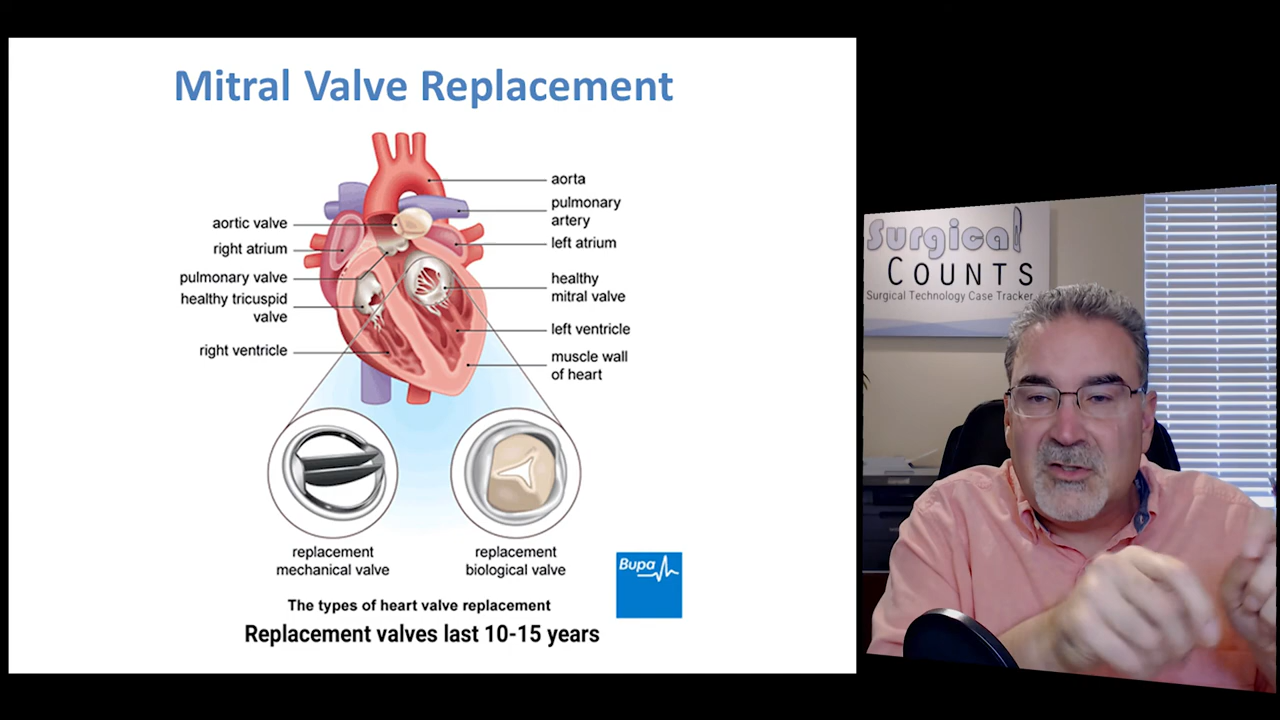 Mitral Valve Replacement
aorta
pulmonary
artery
aortic valve
right atrium
left atrium
pulmonary valve
healthy
mitral valve
healthy tricuspid
valve
left ventricle
right ventricle
muscle wall
of heart
replacement
mechanical valve
replacement
biological valve
Bupa
The types of heart valve replacement
Replacement valves last 10-15 years
Surgical
COUNTS
Surgical Technology Case Tracker